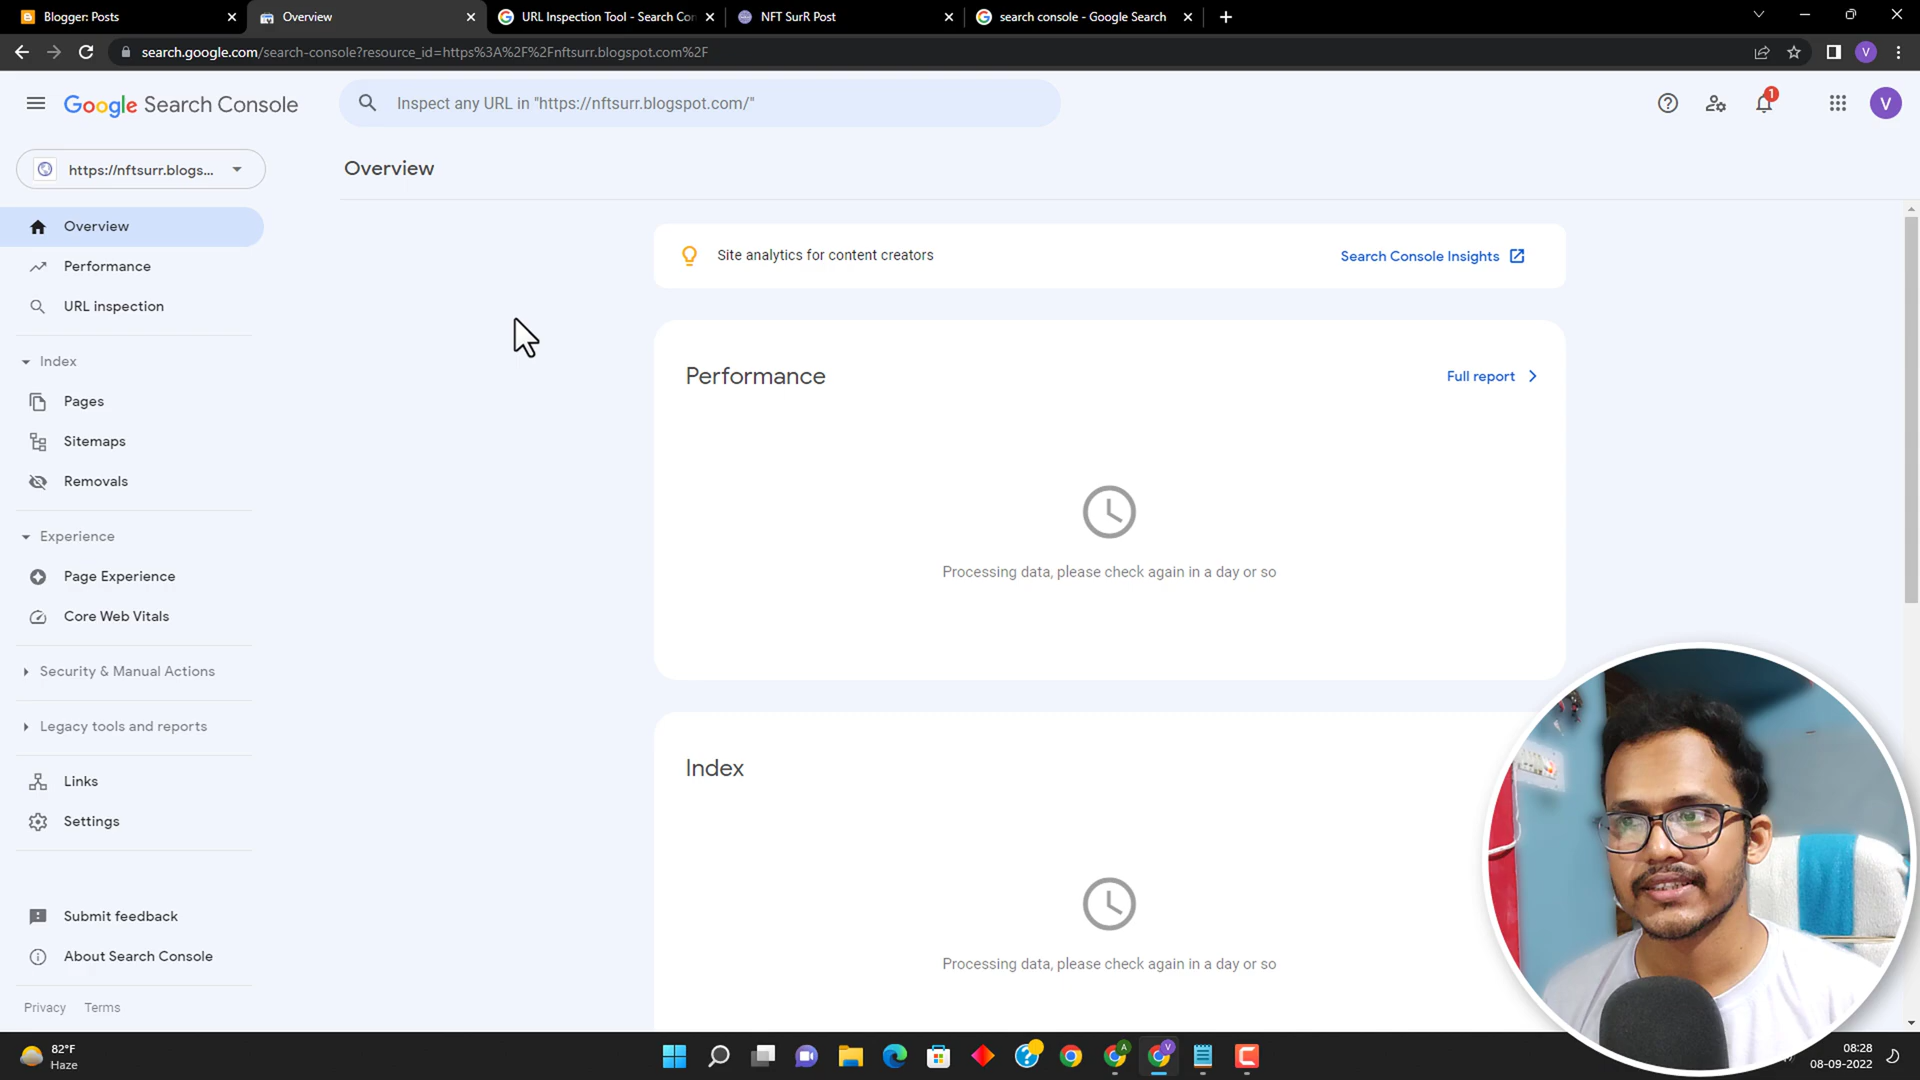 Blogger: Posts
Overview
URL Inspection Tool - Search Con
NFT SurR Post
search console - Google Search
search.google.com/search-console?resource_id=https%3A%2F%2Fnftsurr.blogspot.com%2F
V
Google Search Console
Inspect any URL in "https://nftsurr.blogspot.com/"
1
V
https://nftsurr.blogs...
Overview
Overview
Performance
URL inspection
Index
Pages
Sitemaps
Removals
Experience
Page Experience
Core Web Vitals
Security & Manual Actions
Legacy tools and reports
Links
Settings
Submit feedback
About Search Console
Privacy Terms
Site analytics for content creators
Search Console Insights
Performance
Full report
Processing data, please check again in a day or so
Index
Processing data, please check again in a day or so
82°F
Haze
A
V
08:28
08-09-2022